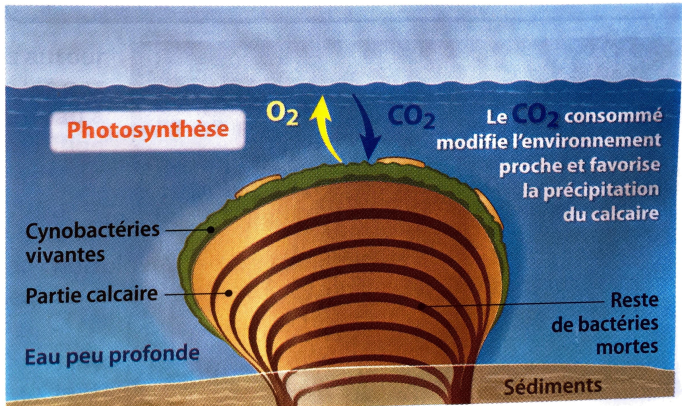 Photosynthèse
O2
CO2
Le CO2 consommé
modifie l'environnement
proche et favorise
la précipitation
du calcaire
Cynobactéries
vivantes
Partie calcaire
Reste
de bactéries
mortes
Eau peu profonde
Sédiments